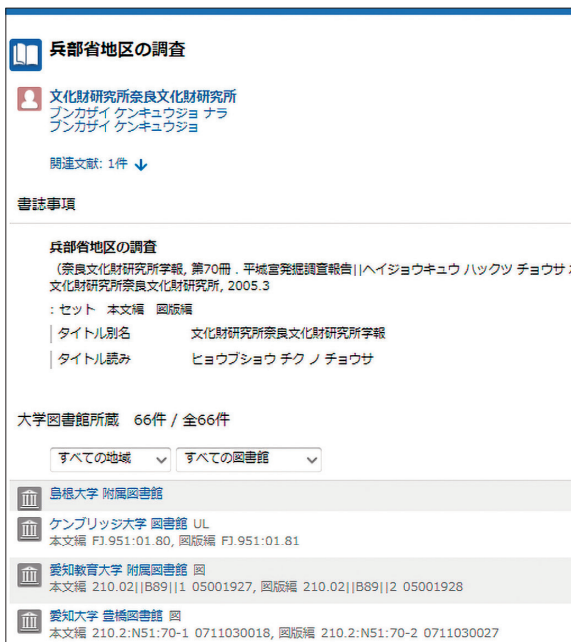 兵部省地区の調査
文化財研究所奈良文化財研究所
ブンカザイ ケンキュウジョ ナラ
ブンカザイ ケンキュウジョ
関連文献: 1件
書誌事項
兵部省地区の調査
(奈良文化財研究所学報, 第70冊 . 平城宮発掘調査報告||ヘイジョウキュウ ハックツ チョウサ
文化財研究所奈良文化財研究所, 2005.3
: セット 本文編 図版編
タイトル別名 文化財研究所奈良文化財研究所学報
タイトル読み ヒョウブショウ チク ノ チョウサ
大学図書館所蔵 66件 / 全66件
すべての地域 すべての図書館
島根大学 附属図書館
ケンブリッジ大学 図書館 UL
本文編 FJ.951:01.80, 図版編 FJ.951:01.81
愛知教育大学 附属図書館 図
本文編 210.02||B89||1 05001927, 図版編 210.02||B89||2 05001928
愛知大学 豊橋図書館 図
本文編 210.2:N51:70-1 0711030018, 図版編 210.2:N51:70-2 0711030027